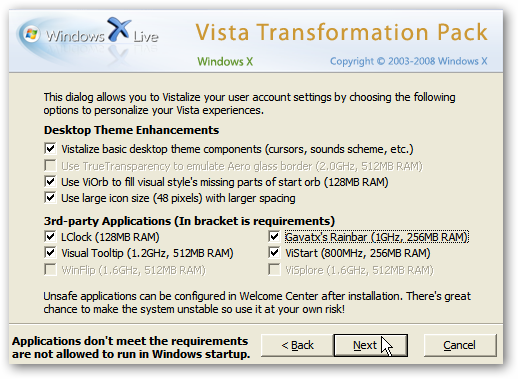 Windows X Live
Vista Transformation Pack
Windows X
Copyright © 2003-2008 Windows X
This dialog allows you to Vistalize your user account settings by choosing the following
options to personalize your Vista experiences.
Desktop Theme Enhancements
Vistalize basic desktop theme components (cursors, sounds scheme, etc.)
Use TrueTransparency to emulate Aero glass border (2.0GHz, 512MB RAM)
Use ViOrb to fill visual style's missing parts of start orb (128MB RAM)
Use large icon size (48 pixels) with larger spacing
3rd-party Applications (In bracket is requirements)
LClock (128MB RAM)
Gavatx's Rainbar (1GHz, 256MB RAM)
Visual Tooltip (1.2GHz, 512MB RAM)
ViStart (800MHz, 256MB RAM)
WinFlip (1.6GHz, 512MB RAM)
ViSplore (1.6GHz, 512MB RAM)
Unsafe applications can be configured in Welcome Center after installation. There's great
chance to make the system unstable so use it at your own risk!
Applications don't meet the requirements
are not allowed to run in Windows startup.
< Back
Next >
Cancel